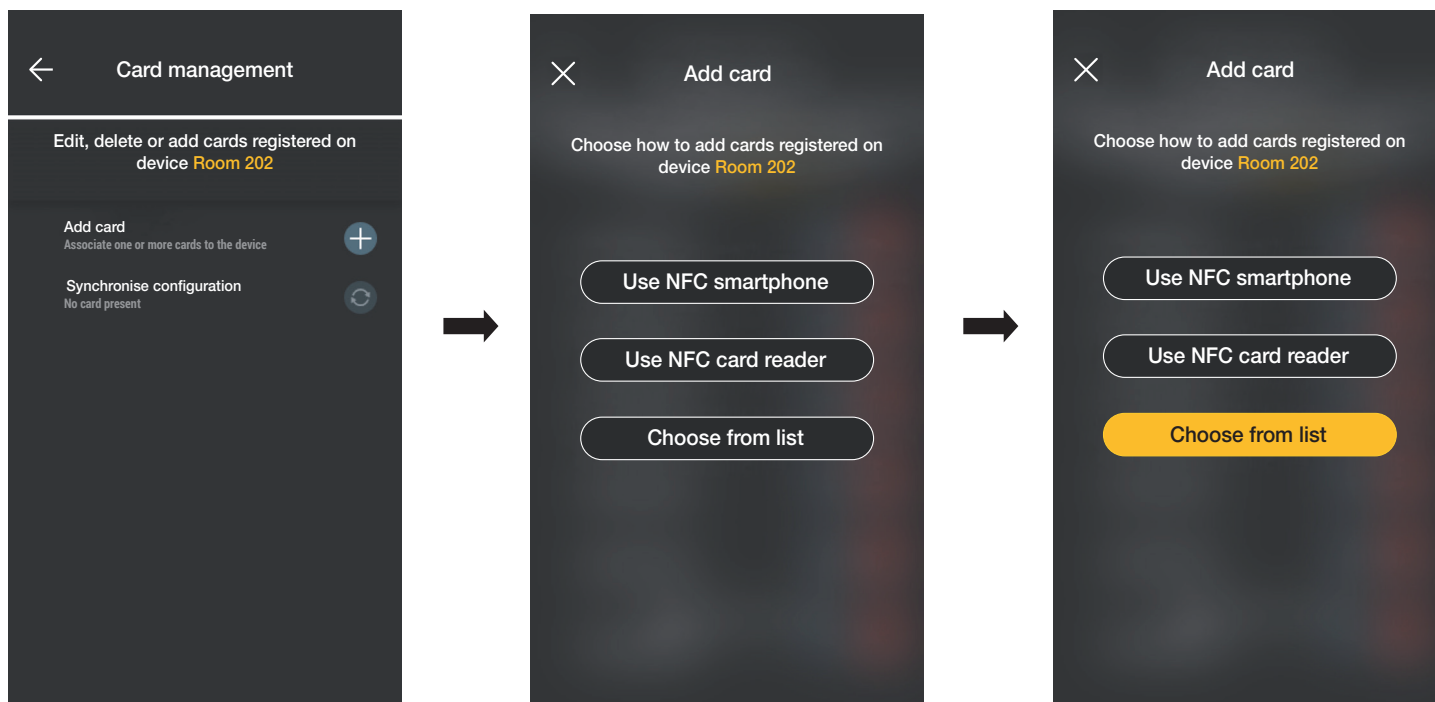 Card management
Edit, delete or add cards registered on
device Room 202
Add card
Associate one or more cards to the device
Synchronise configuration
No card present
Add card
Choose how to add cards registered on
device Room 202
Use NFC smartphone
Use NFC card reader
Choose from list
Add card
Choose how to add cards registered on
device Room 202
Use NFC smartphone
Use NFC card reader
Choose from list